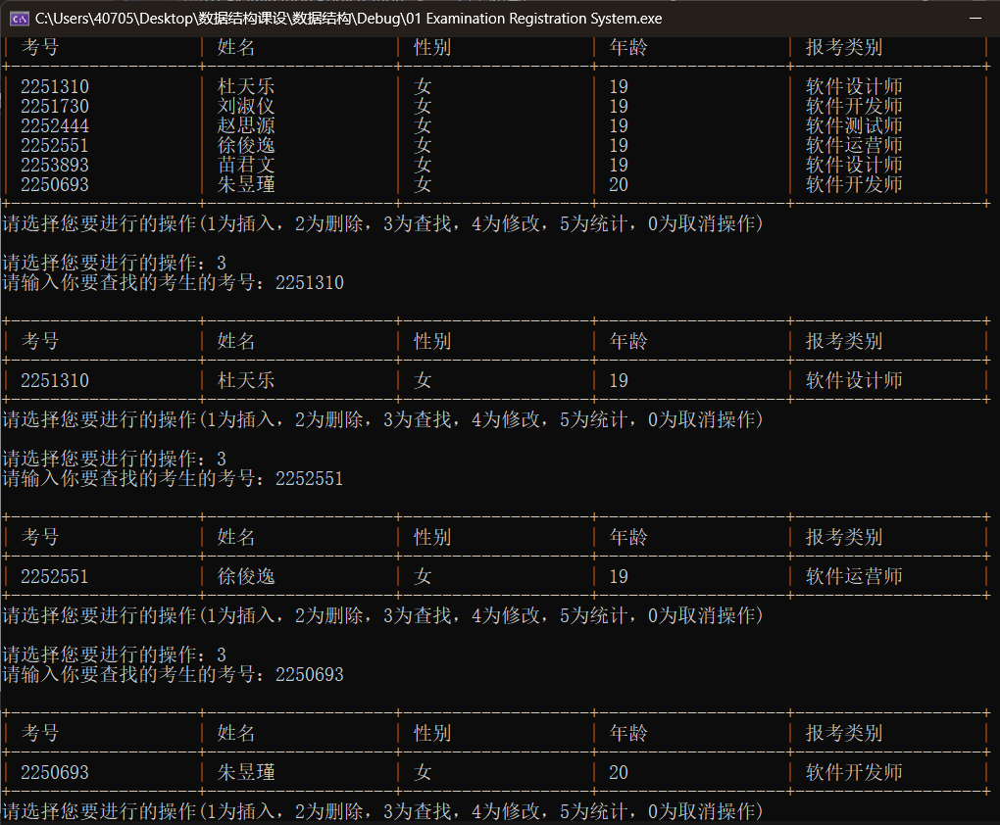 C:\Users\40705\Desktop\数据结构课设\数据结构\Debug\01 Examination Registration System.exe
考号 姓名 性别 年龄 报考类别
2251310 杜天乐 女 19 软件设计师
2251730 刘淑仪 女 19 软件开发师
2252444 赵思源 女 19 软件测试师
2252551 徐俊逸 女 19 软件运营师
2253893 苗君文 女 19 软件设计师
2250693 朱昱瑾 女 20 软件开发师
请选择您要进行的操作(1为插入，2为删除，3为查找，4为修改，5为统计，0为取消操作)
请选择您要进行的操作：3
请输入你要查找的考生的考号：2251310
考号 姓名 性别 年龄 报考类别
2251310 杜天乐 女 19 软件设计师
请选择您要进行的操作(1为插入，2为删除，3为查找，4为修改，5为统计，0为取消操作)
请选择您要进行的操作：3
请输入你要查找的考生的考号：2252551
考号 姓名 性别 年龄 报考类别
2252551 徐俊逸 女 19 软件运营师
请选择您要进行的操作(1为插入，2为删除，3为查找，4为修改，5为统计，0为取消操作)
请选择您要进行的操作：3
请输入你要查找的考生的考号：2250693
考号 姓名 性别 年龄 报考类别
2250693 朱昱瑾 女 20 软件开发师
请选择您要进行的操作(1为插入，2为删除，3为查找，4为修改，5为统计，0为取消操作)